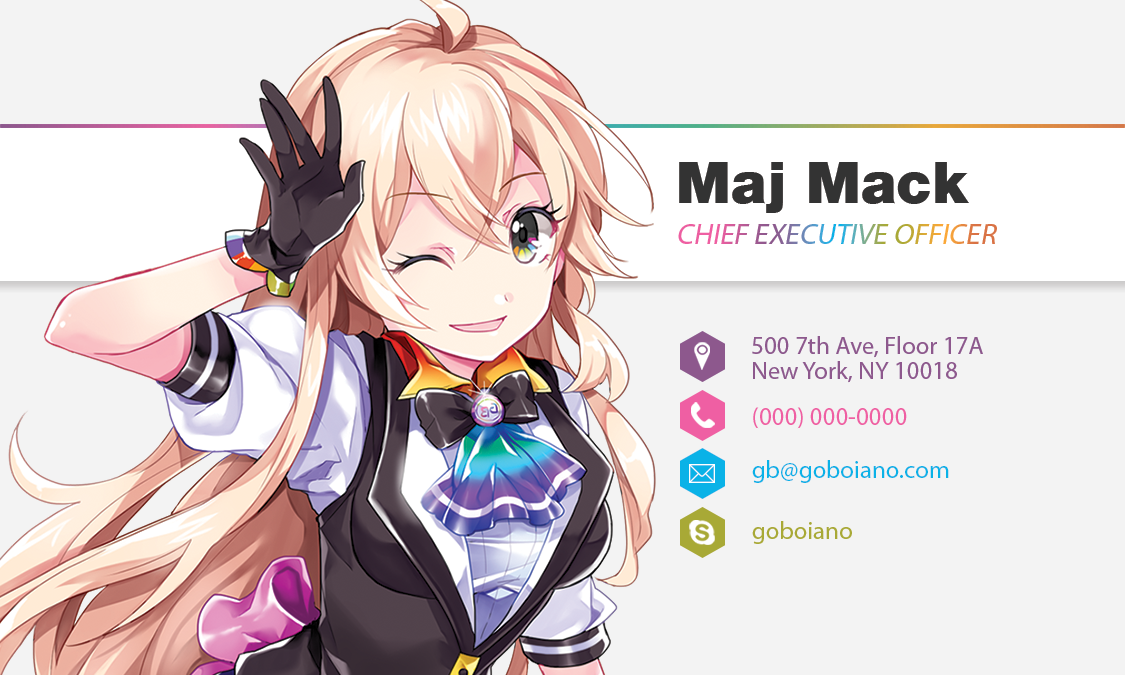 Maj Mack
CHIEF EXECUTIVE OFFICER
500 7th Ave, Floor 17A
New York, NY 10018
(000) 000-0000
gb@goboiano.com
goboiano